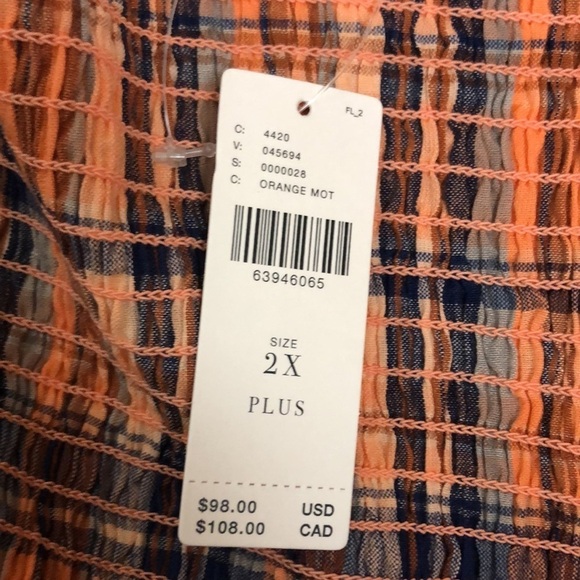 FL_2
C: 4420
V: 045694
S: 0000028
C: ORANGE MOT
63946065
SIZE
2X
PLUS
$98.00 USD
$108.00 CAD